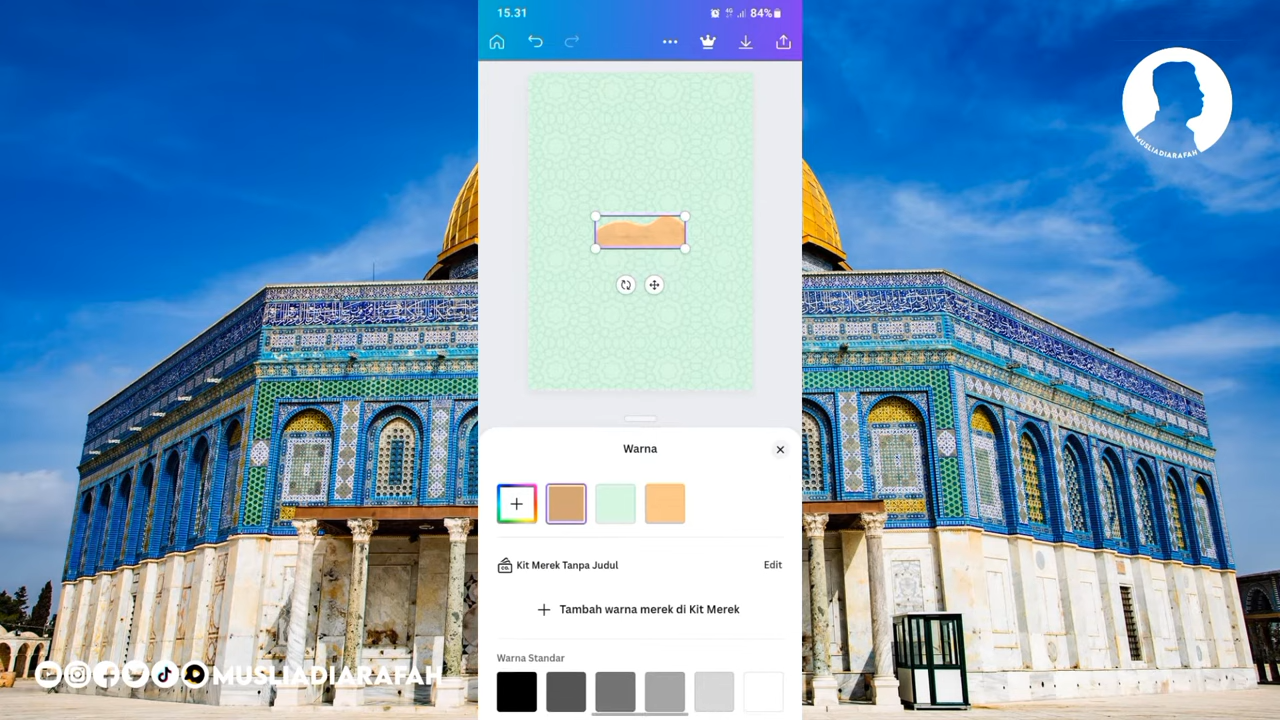 15.31
4G
84%
MUSLIADIARAFAH
Warna
Kit Merek Tanpa Judul
Edit
Tambah warna merek di Kit Merek
Warna Standar
MUSLIADIARAFAH